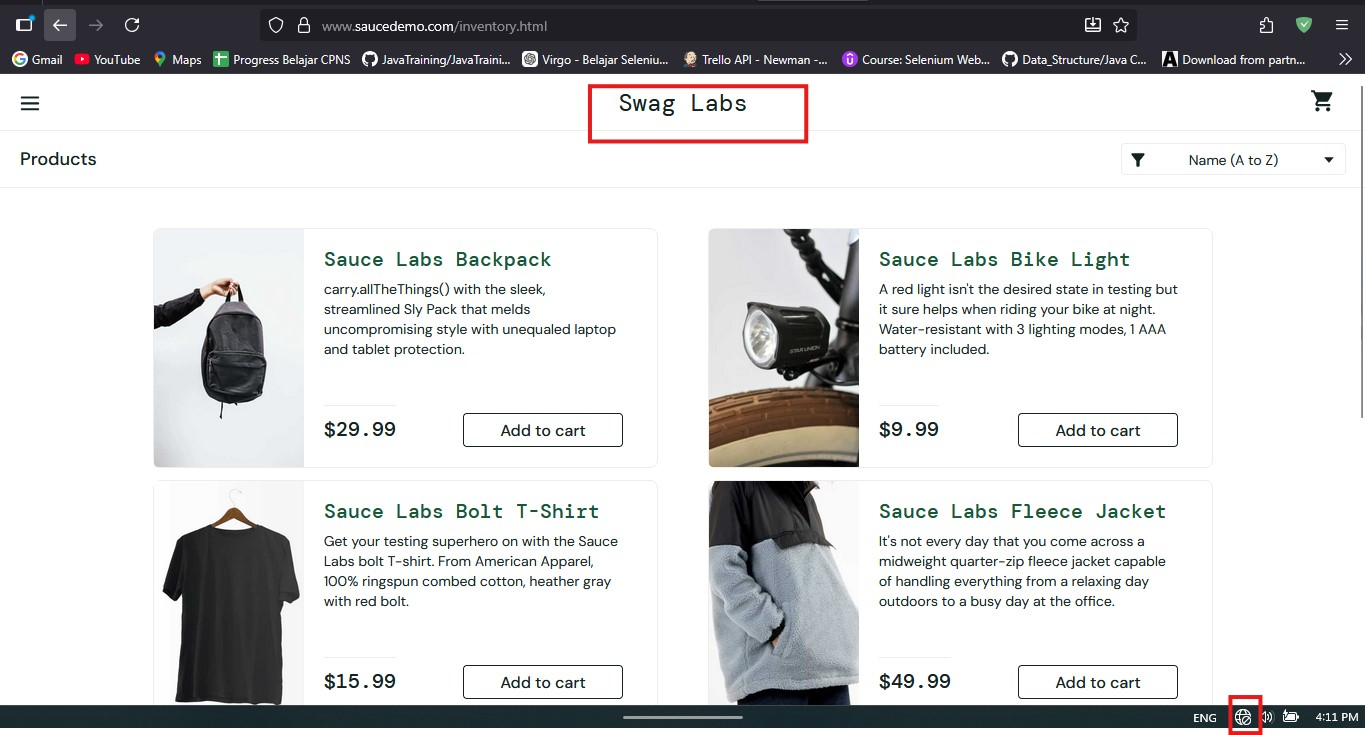 www.saucedemo.com/inventory.html
Gmail YouTube Maps Progress Belajar CPNS JavaTraining/JavaTraini... Virgo - Belajar Seleniu... Trello API - Newman -... Course: Selenium Web... Data_Structure/Java C... Download from partn...
Swag Labs
Products
Name (A to Z)
Sauce Labs Backpack
carry.allTheThings() with the sleek,
streamlined Sly Pack that melds
uncompromising style with unequaled laptop
and tablet protection.
$29.99
Add to cart
Sauce Labs Bike Light
A red light isn't the desired state in testing but
it sure helps when riding your bike at night.
Water-resistant with 3 lighting modes, 1 AAA
battery included.
STAR UNION
$9.99
Add to cart
Sauce Labs Bolt T-Shirt
Get your testing superhero on with the Sauce
Labs bolt T-shirt. From American Apparel,
100% ringspun combed cotton, heather gray
with red bolt.
$15.99
Add to cart
Sauce Labs Fleece Jacket
It's not every day that you come across a
midweight quarter-zip fleece jacket capable
of handling everything from a relaxing day
outdoors to a busy day at the office.
$49.99
Add to cart
ENG
4:11 PM